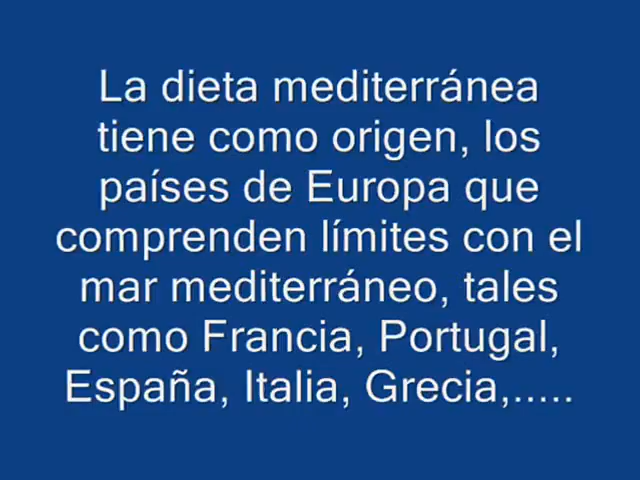 La dieta mediterránea
tiene como origen, los
países de Europa que
comprenden límites con el
mar mediterráneo, tales
como Francia, Portugal,
España, Italia, Grecia,.....